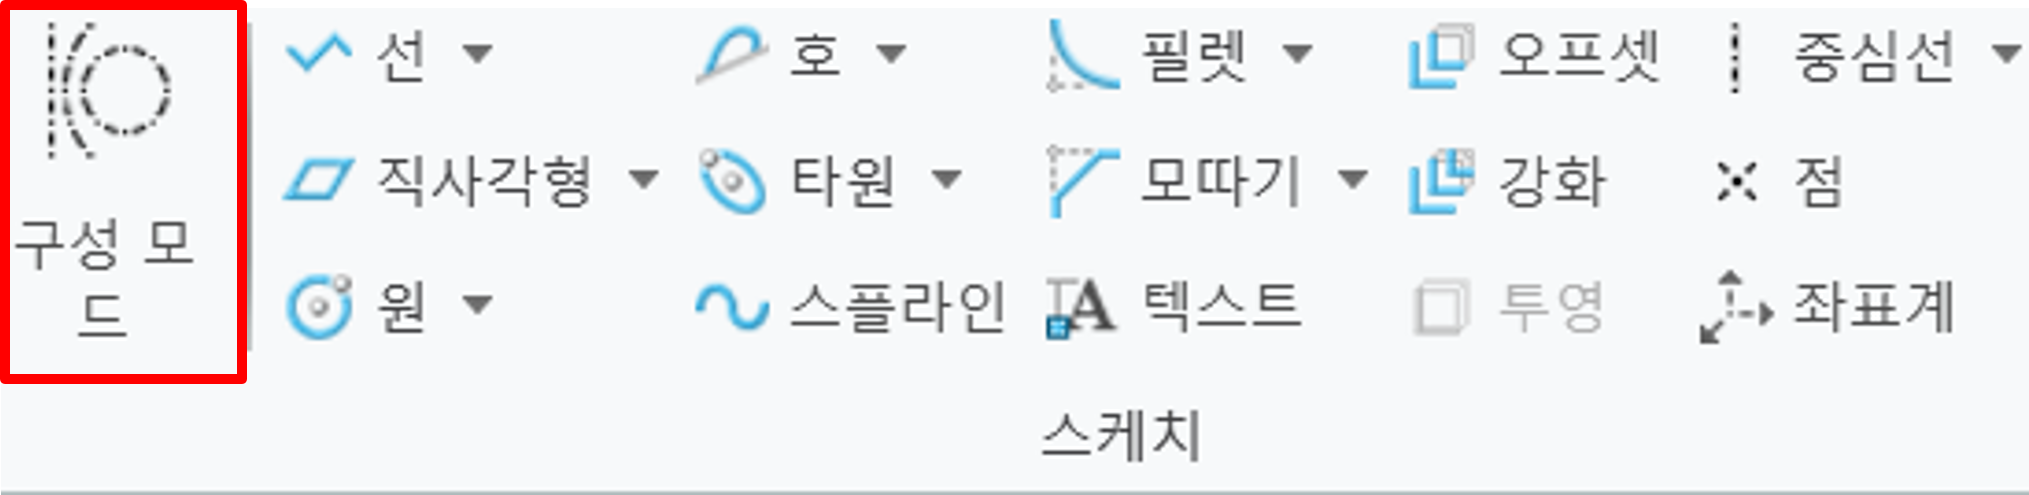 구성 모
드
선
호
필렛
오프셋
중심선
직사각형
타원
모따기
강화
점
원
스플라인
텍스트
투영
좌표계
스케치